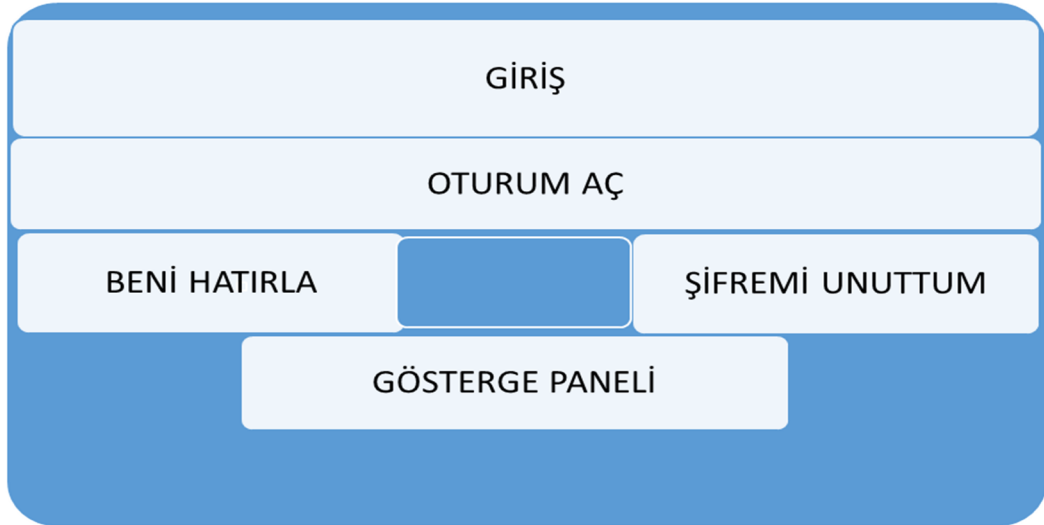 GİRİŞ
OTURUM AÇ
BENİ HATIRLA
ŞİFREMİ UNUTTUM
GÖSTERGE PANELİ